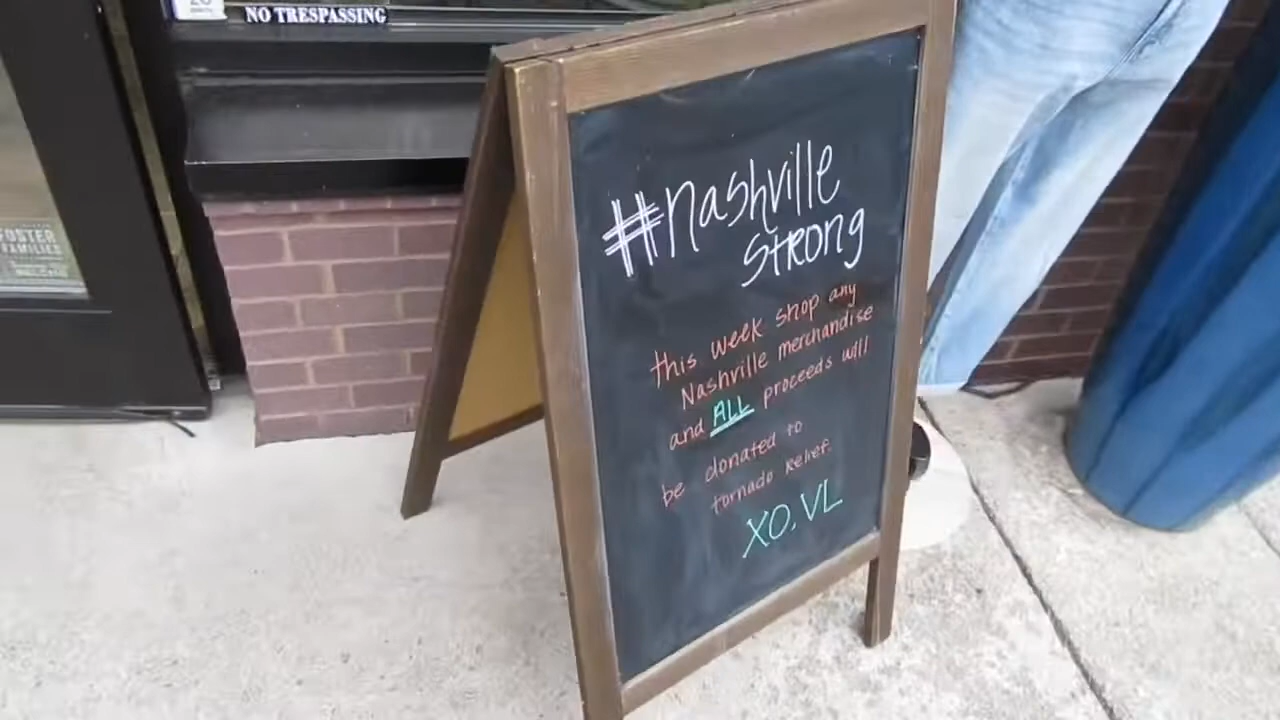 NO TRESPASSING
FOSTER
FAMILIES
#nashville
strong
this week shop any
Nashville merchandise
and ALL proceeds will
be donated to
tornado relief.
XO, VL